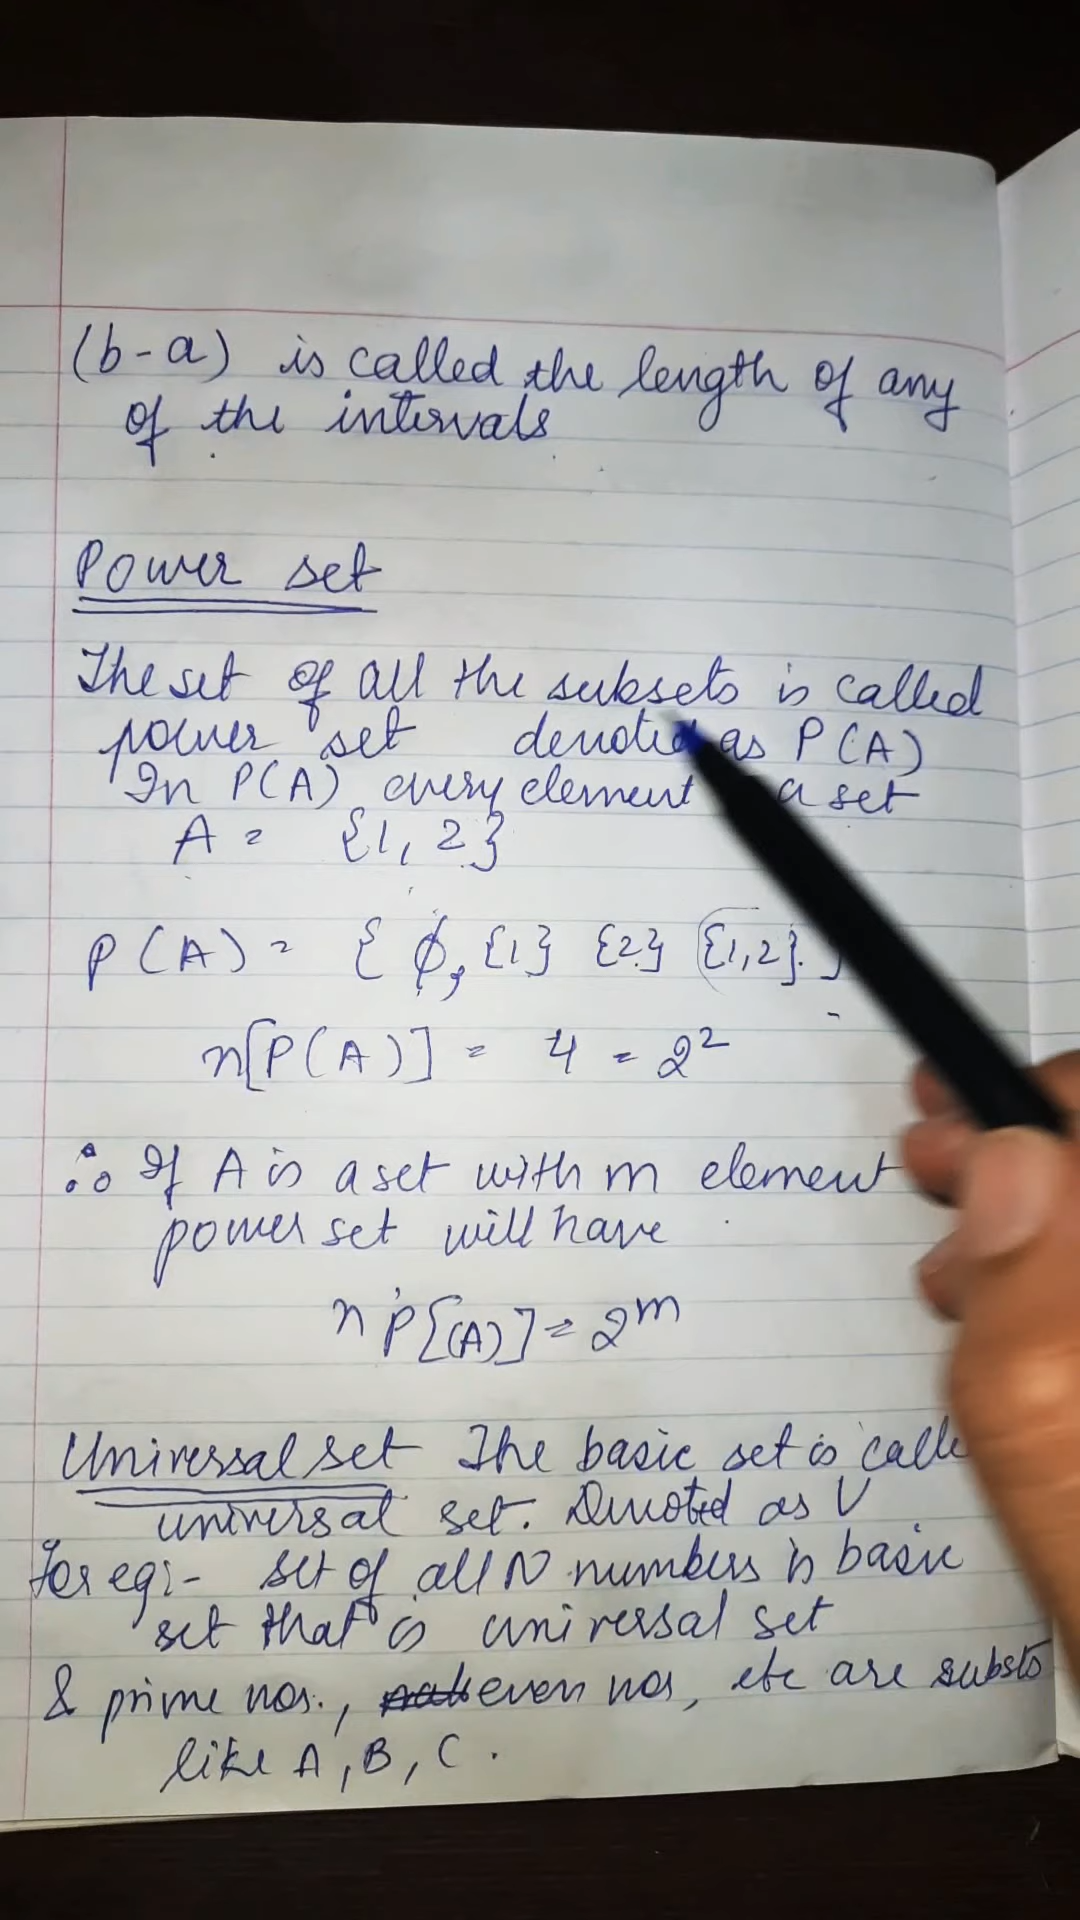 (b-a) is called the length of any
of the intervals
Power set
The set of all the subsets is called
power set denoted as P(A)
In P(A) every element a set
A = {1, 2}
P(A) = { ϕ, {1} {2} {1,2} }
n[P(A)] = 4 = 2²
∴ If A is a set with m element
power set will have
n P[(A)] = 2ᵐ
Universal set The basic set is calle
universal set. Denoted as U
For eg:- set of all N numbers is basic
set that is universal set
& prime nos., even nos, etc are substs
like A, B, C.